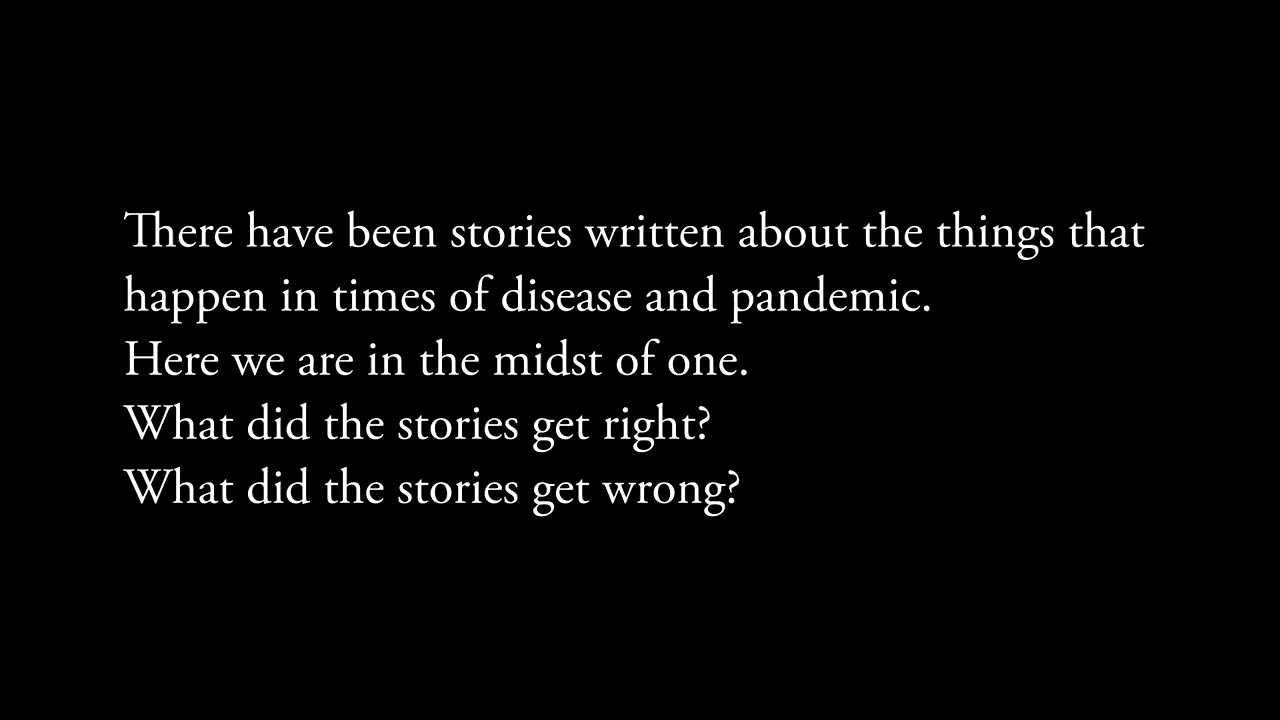 There have been stories written about the things that
happen in times of disease and pandemic.
Here we are in the midst of one.
What did the stories get right?
What did the stories get wrong?